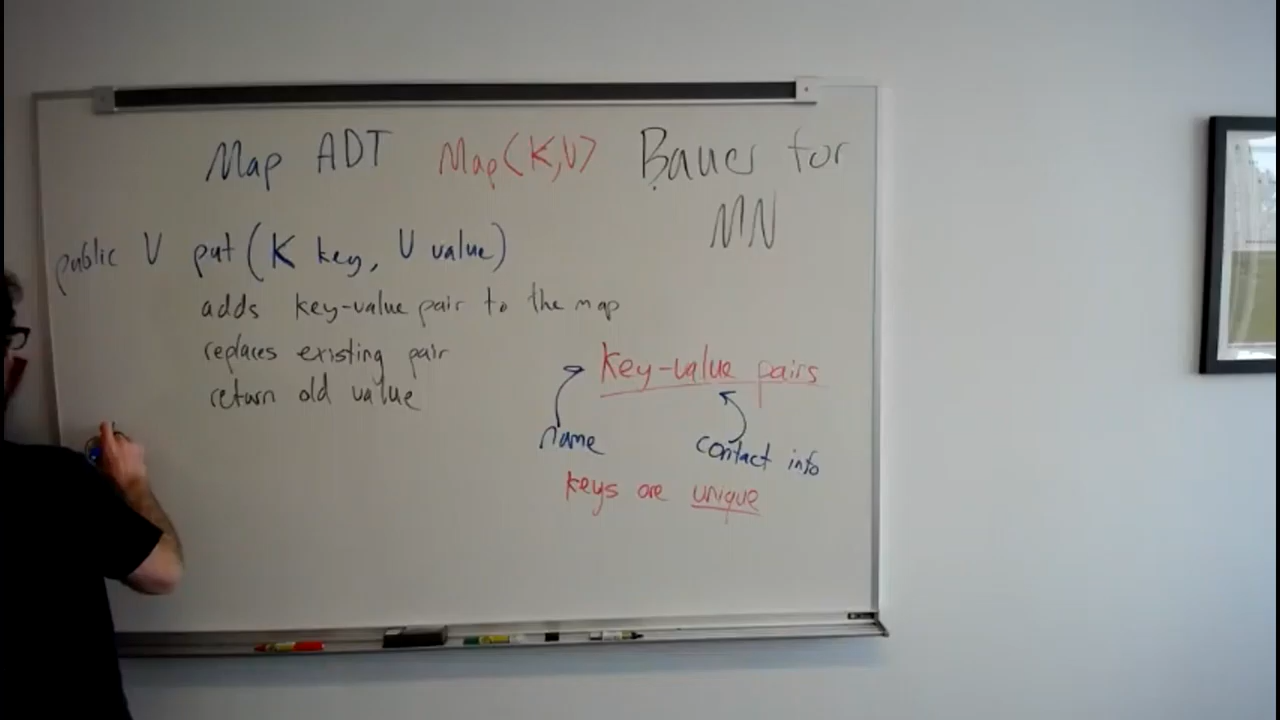 Map ADT Map(K,V) Bauer for
MN
public V put (K key, V value)
adds key-value pair to the map
replaces existing pair
return old value
key-value pairs
name
contact info
keys are unique